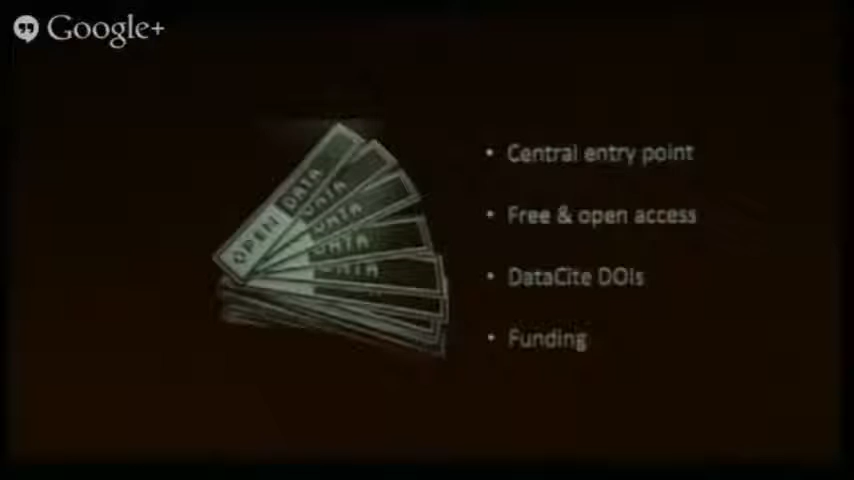 Google+
OPEN DATA
DATA
DATA
DATA
DATA
• Central entry point
• Free & open access
• DataCite DOIs
• Funding